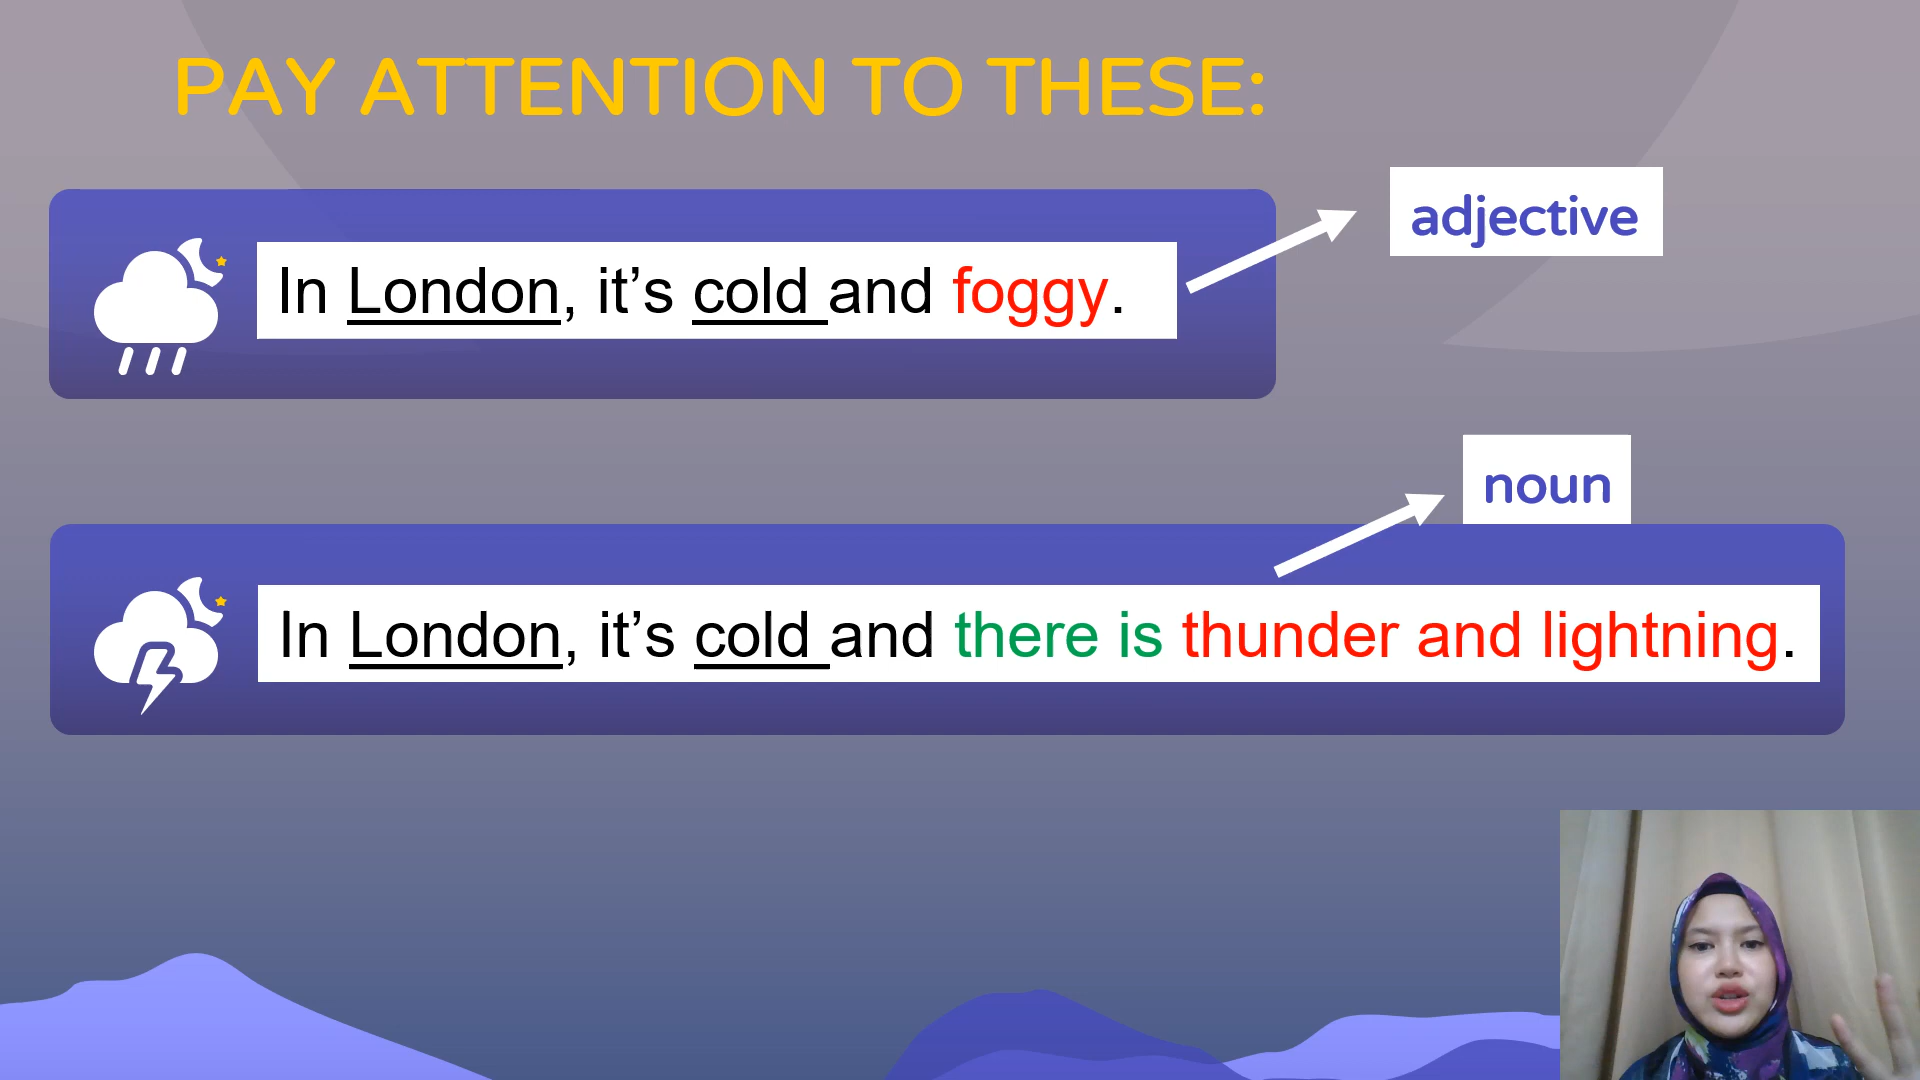 PAY ATTENTION TO THESE:
adjective
In London, it’s cold and foggy.
noun
In London, it’s cold and there is thunder and lightning.